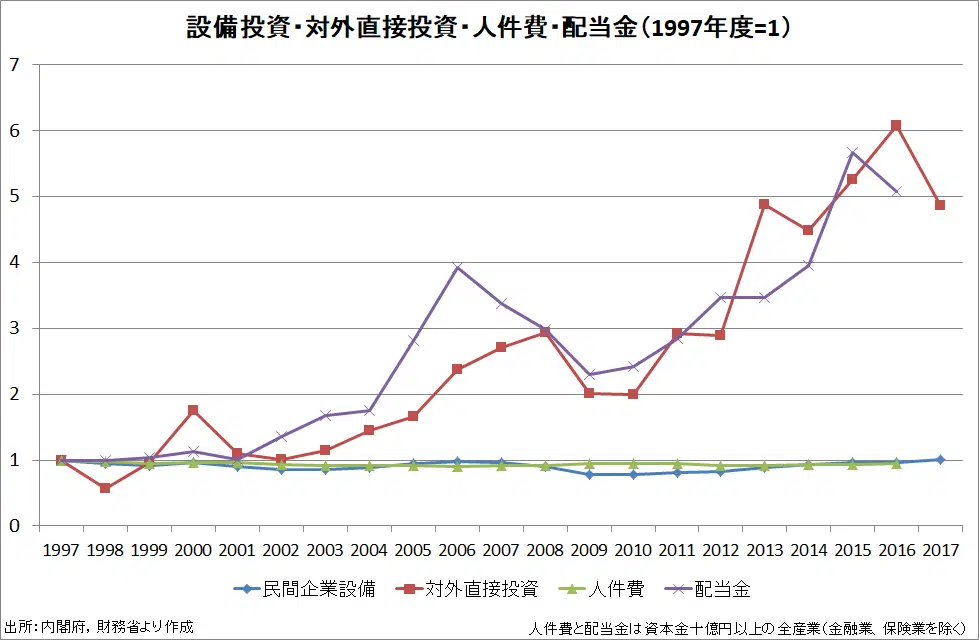 設備投資・対外直接投資・人件費・配当金（1997年度=1）
7
6
5
4
3
2
1
0
1997 1998 1999 2000 2001 2002 2003 2004 2005 2006 2007 2008 2009 2010 2011 2012 2013 2014 2015 2016 2017
民間企業設備 対外直接投資 人件費 配当金
出所：内閣府，財務省より作成
人件費と配当金は資本金十億円以上の全産業（金融業、保険業を除く）